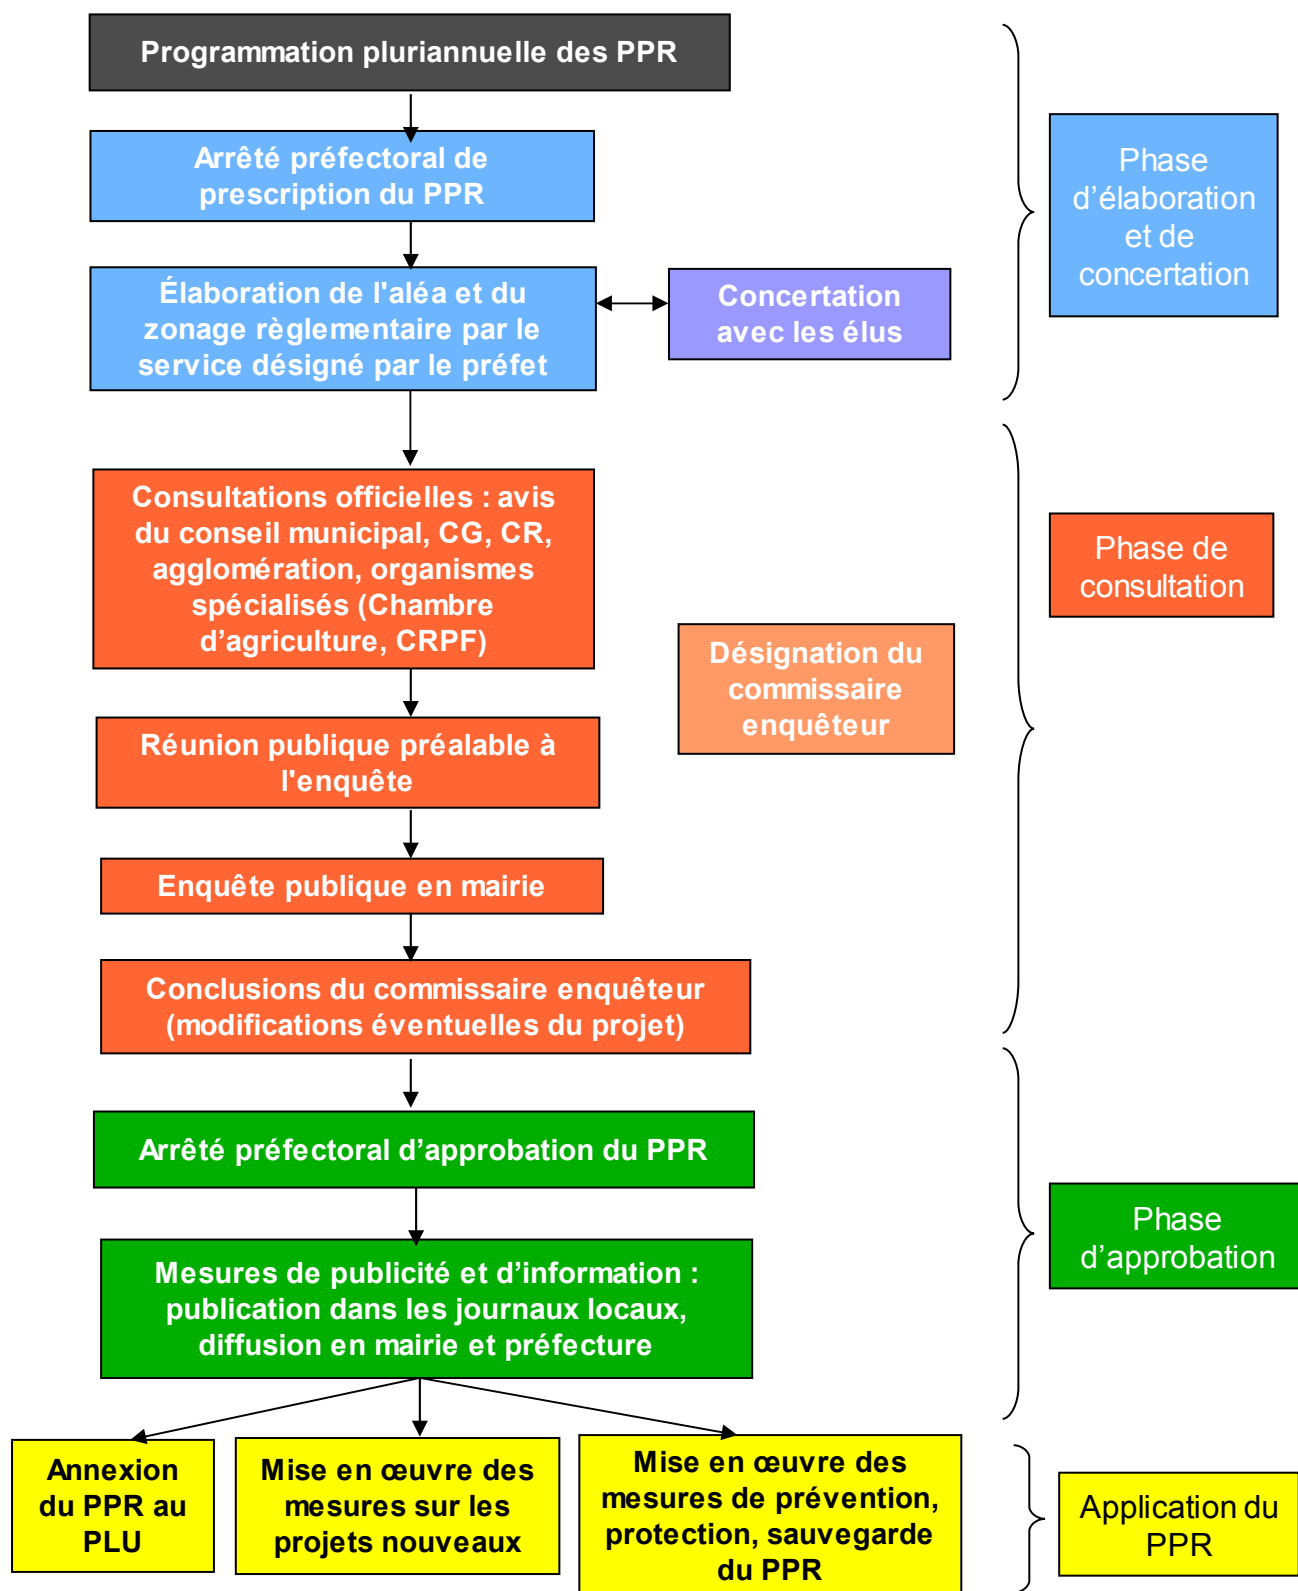 Programmation pluriannuelle des PPR
Arrêté préfectoral de
prescription du PPR
Élaboration de l'aléa et du
zonage règlementaire par le
service désigné par le préfet
Concertation
avec les élus
Phase
d’élaboration
et de
concertation
Consultations officielles : avis
du conseil municipal, CG, CR,
agglomération, organismes
spécialisés (Chambre
d’agriculture, CRPF)
Désignation du
commissaire
enquêteur
Phase de
consultation
Réunion publique préalable à
l'enquête
Enquête publique en mairie
Conclusions du commissaire enquêteur
(modifications éventuelles du projet)
Arrêté préfectoral d’approbation du PPR
Mesures de publicité et d’information :
publication dans les journaux locaux,
diffusion en mairie et préfecture
Phase
d’approbation
Annexion
du PPR au
PLU
Mise en œuvre des
mesures sur les
projets nouveaux
Mise en œuvre des
mesures de prévention,
protection, sauvegarde
du PPR
Application du
PPR